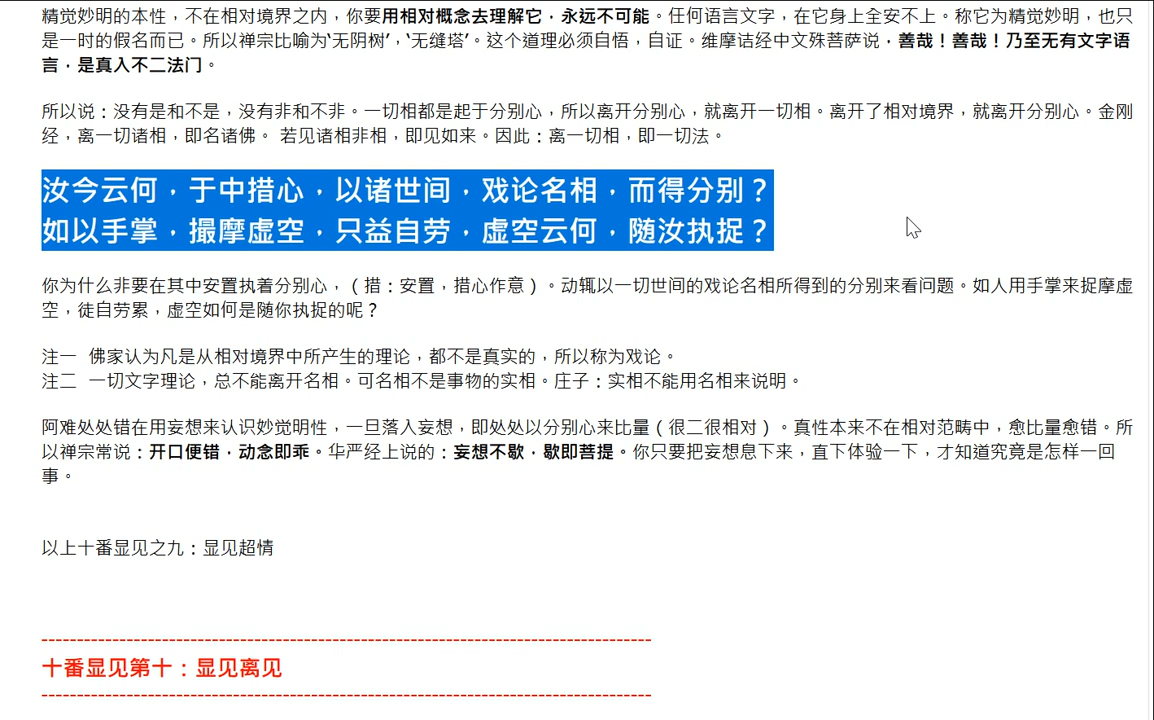 精觉妙明的本性，不在相对境界之内，你要用相对概念去理解它，永远不可能。任何语言文字，在它身上全安不上。称它为精觉妙明，也只
是一时的假名而已。所以禅宗比喻为‘无阴树’，‘无缝塔’。这个道理必须自悟，自证。维摩诘经中文殊菩萨说，善哉！善哉！乃至无有文字语
言，是真入不二法门。
所以说：没有是和不是，没有非和不非。一切相都是起于分别心，所以离开分别心，就离开一切相。离开了相对境界，就离开分别心。金刚
经，离一切诸相，即名诸佛。 若见诸相非相，即见如来。因此：离一切相，即一切法。
汝今云何，于中措心，以诸世间，戏论名相，而得分别？
如以手掌，撮摩虚空，只益自劳，虚空云何，随汝执捉？
你为什么非要在其中安置执着分别心，（措：安置，措心作意）。动辄以一切世间的戏论名相所得到的分别来看问题。如人用手掌来捉摩虚
空，徒自劳累，虚空如何是随你执捉的呢？
注一 佛家认为凡是从相对境界中所产生的理论，都不是真实的，所以称为戏论。
注二 一切文字理论，总不能离开名相。可名相不是事物的实相。庄子：实相不能用名相来说明。
阿难处处错在用妄想来认识妙觉明性，一旦落入妄想，即处处以分别心来比量（很二很相对）。真性本来不在相对范畴中，愈比量愈错。所
以禅宗常说：开口便错，动念即乖。华严经上说的：妄想不歇，歇即菩提。你只要把妄想息下来，直下体验一下，才知道究竟是怎样一回
事。
以上十番显见之九：显见超情
--------------------------------------------------------------------------------------
十番显见第十：显见离见
--------------------------------------------------------------------------------------